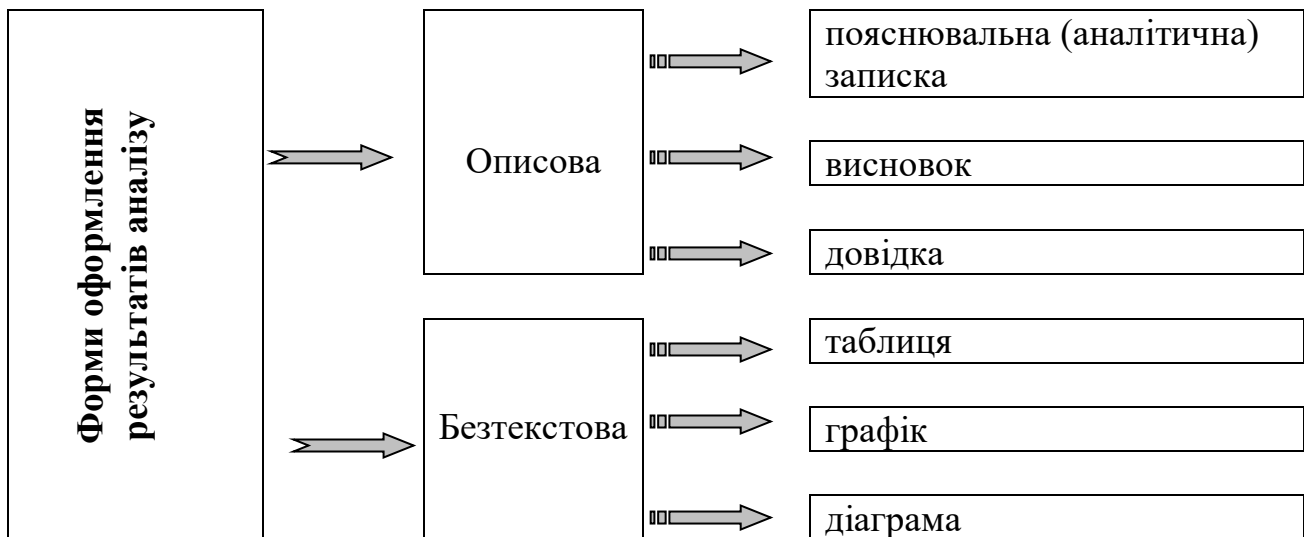 Форми оформлення
результатів аналізу
Описова
пояснювальна (аналітична)
записка
висновок
довідка
Безтекстова
таблиця
графік
діаграма